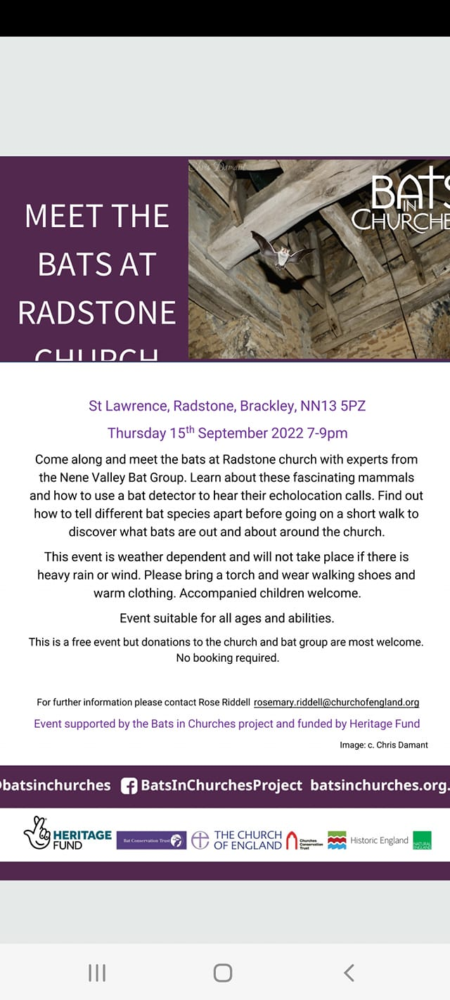 Chris Damant
BATS
IN
CHURCHE
MEET THE
BATS AT
RADSTONE
CHURCH
St Lawrence, Radstone, Brackley, NN13 5PZ
Thursday 15th September 2022 7-9pm
Come along and meet the bats at Radstone church with experts from
the Nene Valley Bat Group. Learn about these fascinating mammals
and how to use a bat detector to hear their echolocation calls. Find out
how to tell different bat species apart before going on a short walk to
discover what bats are out and about around the church.
This event is weather dependent and will not take place if there is
heavy rain or wind. Please bring a torch and wear walking shoes and
warm clothing. Accompanied children welcome.
Event suitable for all ages and abilities.
This is a free event but donations to the church and bat group are most welcome.
No booking required.
For further information please contact Rose Riddell rosemary.riddell@churchofengland.org
Event supported by the Bats in Churches project and funded by Heritage Fund
Image: c. Chris Damant
batsinchurches BatsInChurchesProject batsinchurches.org.
HERITAGE
FUND
Bat Conservation Trust
THE CHURCH
OF ENGLAND
Churches
Conservation
Trust
Historic England
NATURAL
ENGLAND